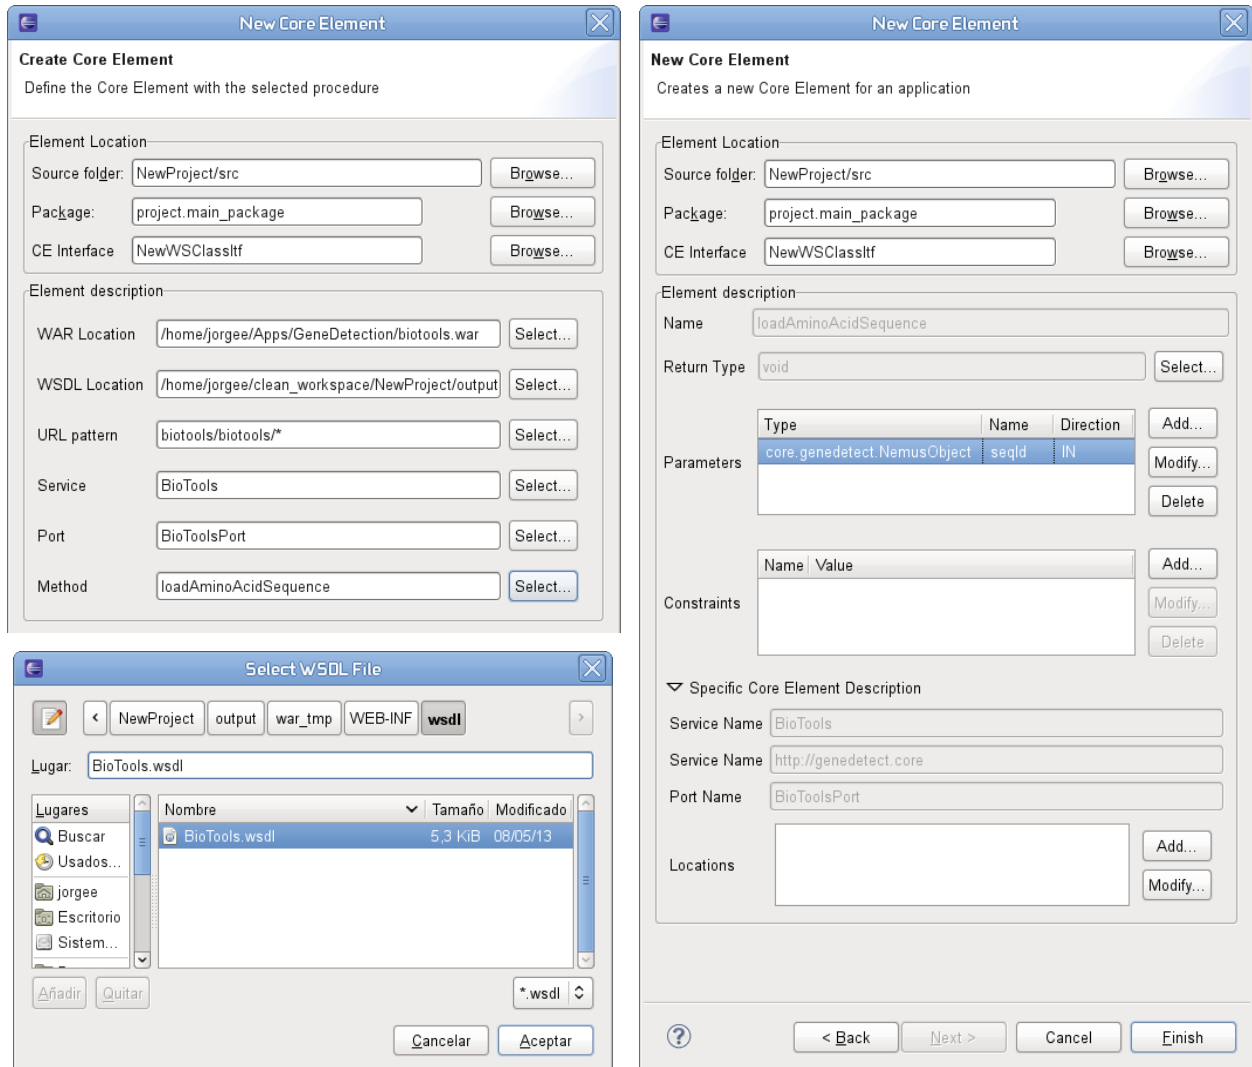 New Core Element
Create Core Element
Define the Core Element with the selected procedure
Element Location
Source folder: NewProject/src Browse...
Package: project.main_package Browse...
CE Interface NewWSClassItf Browse...
Element description
WAR Location /home/jorgee/Apps/GeneDetection/biotools.war Select...
WSDL Location /home/jorgee/clean_workspace/NewProject/output Select...
URL pattern biotools/biotools/* Select...
Service BioTools Select...
Port BioToolsPort Select...
Method loadAminoAcidSequence Select...
Select WSDL File
< NewProject output war_tmp WEB-INF wsdl >
Lugar: BioTools.wsdl
Lugares Nombre Tamaño Modificado
Buscar BioTools.wsdl 5,3 KiB 08/05/13
Usados...
jorgee
Escritorio
Sistem...
Añadir Quitar *.wsdl
Cancelar Aceptar
New Core Element
New Core Element
Creates a new Core Element for an application
Element Location
Source folder: NewProject/src Browse...
Package: project.main_package Browse...
CE Interface NewWSClassItf Browse...
Element description
Name loadAminoAcidSequence
Return Type void Select...
Type Name Direction Add...
core.genedetect.NemusObject seqId IN
Parameters Modify...
Delete
Name Value Add...
Constraints Modify...
Delete
Specific Core Element Description
Service Name BioTools
Service Name http://genedetect.core
Port Name BioToolsPort
Locations Add...
Modify...
? < Back Next > Cancel Finish